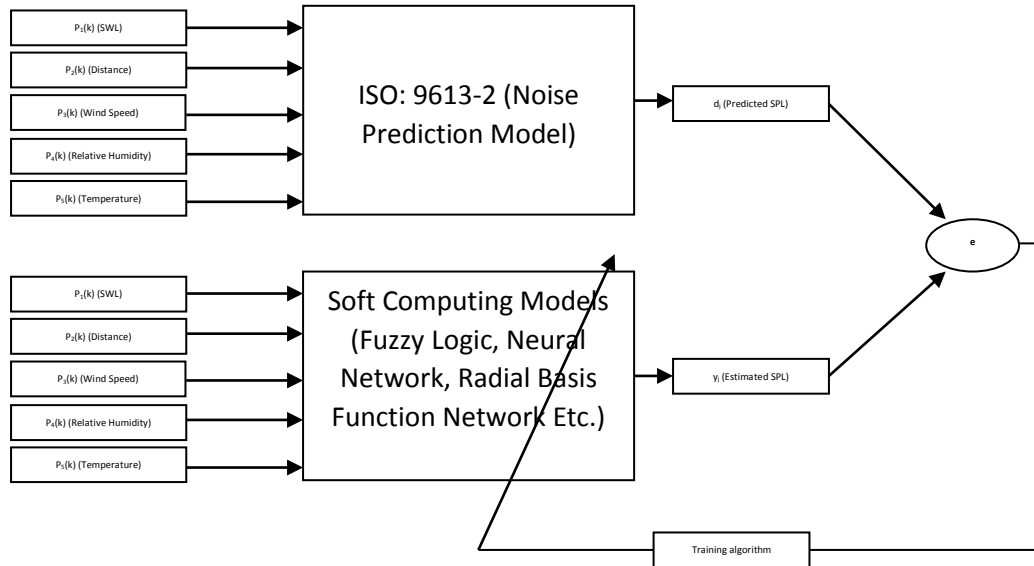 P₁(k) (SWL)
P₂(k) (Distance)
P₃(k) (Wind Speed)
P₄(k) (Relative Humidity)
P₅(k) (Temperature)
ISO: 9613-2 (Noise
Prediction Model)
dⱼ (Predicted SPL)
e
P₁(k) (SWL)
P₂(k) (Distance)
P₃(k) (Wind Speed)
P₄(k) (Relative Humidity)
P₅(k) (Temperature)
Soft Computing Models
(Fuzzy Logic, Neural
Network, Radial Basis
Function Network Etc.)
yⱼ (Estimated SPL)
Training algorithm